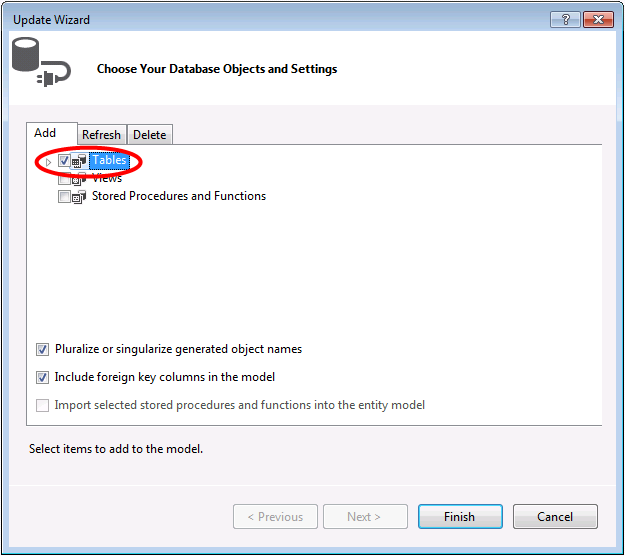 Update Wizard
?
Choose Your Database Objects and Settings
Add Refresh Delete
Tables
Views
Stored Procedures and Functions
Pluralize or singularize generated object names
Include foreign key columns in the model
Import selected stored procedures and functions into the entity model
Select items to add to the model.
< Previous Next > Finish Cancel